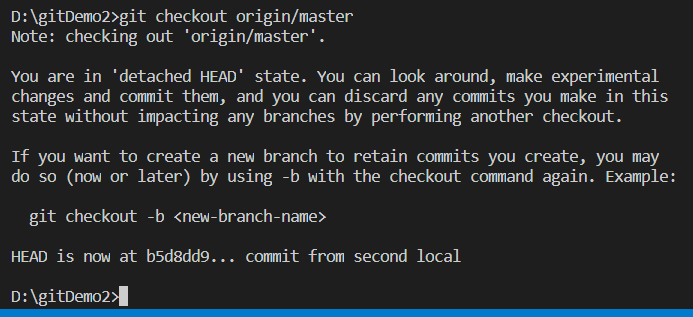 D:\gitDemo2>git checkout origin/master
Note: checking out 'origin/master'.
You are in 'detached HEAD' state. You can look around, make experimental
changes and commit them, and you can discard any commits you make in this
state without impacting any branches by performing another checkout.
If you want to create a new branch to retain commits you create, you may
do so (now or later) by using -b with the checkout command again. Example:
git checkout -b <new-branch-name>
HEAD is now at b5d8dd9... commit from second local
D:\gitDemo2>